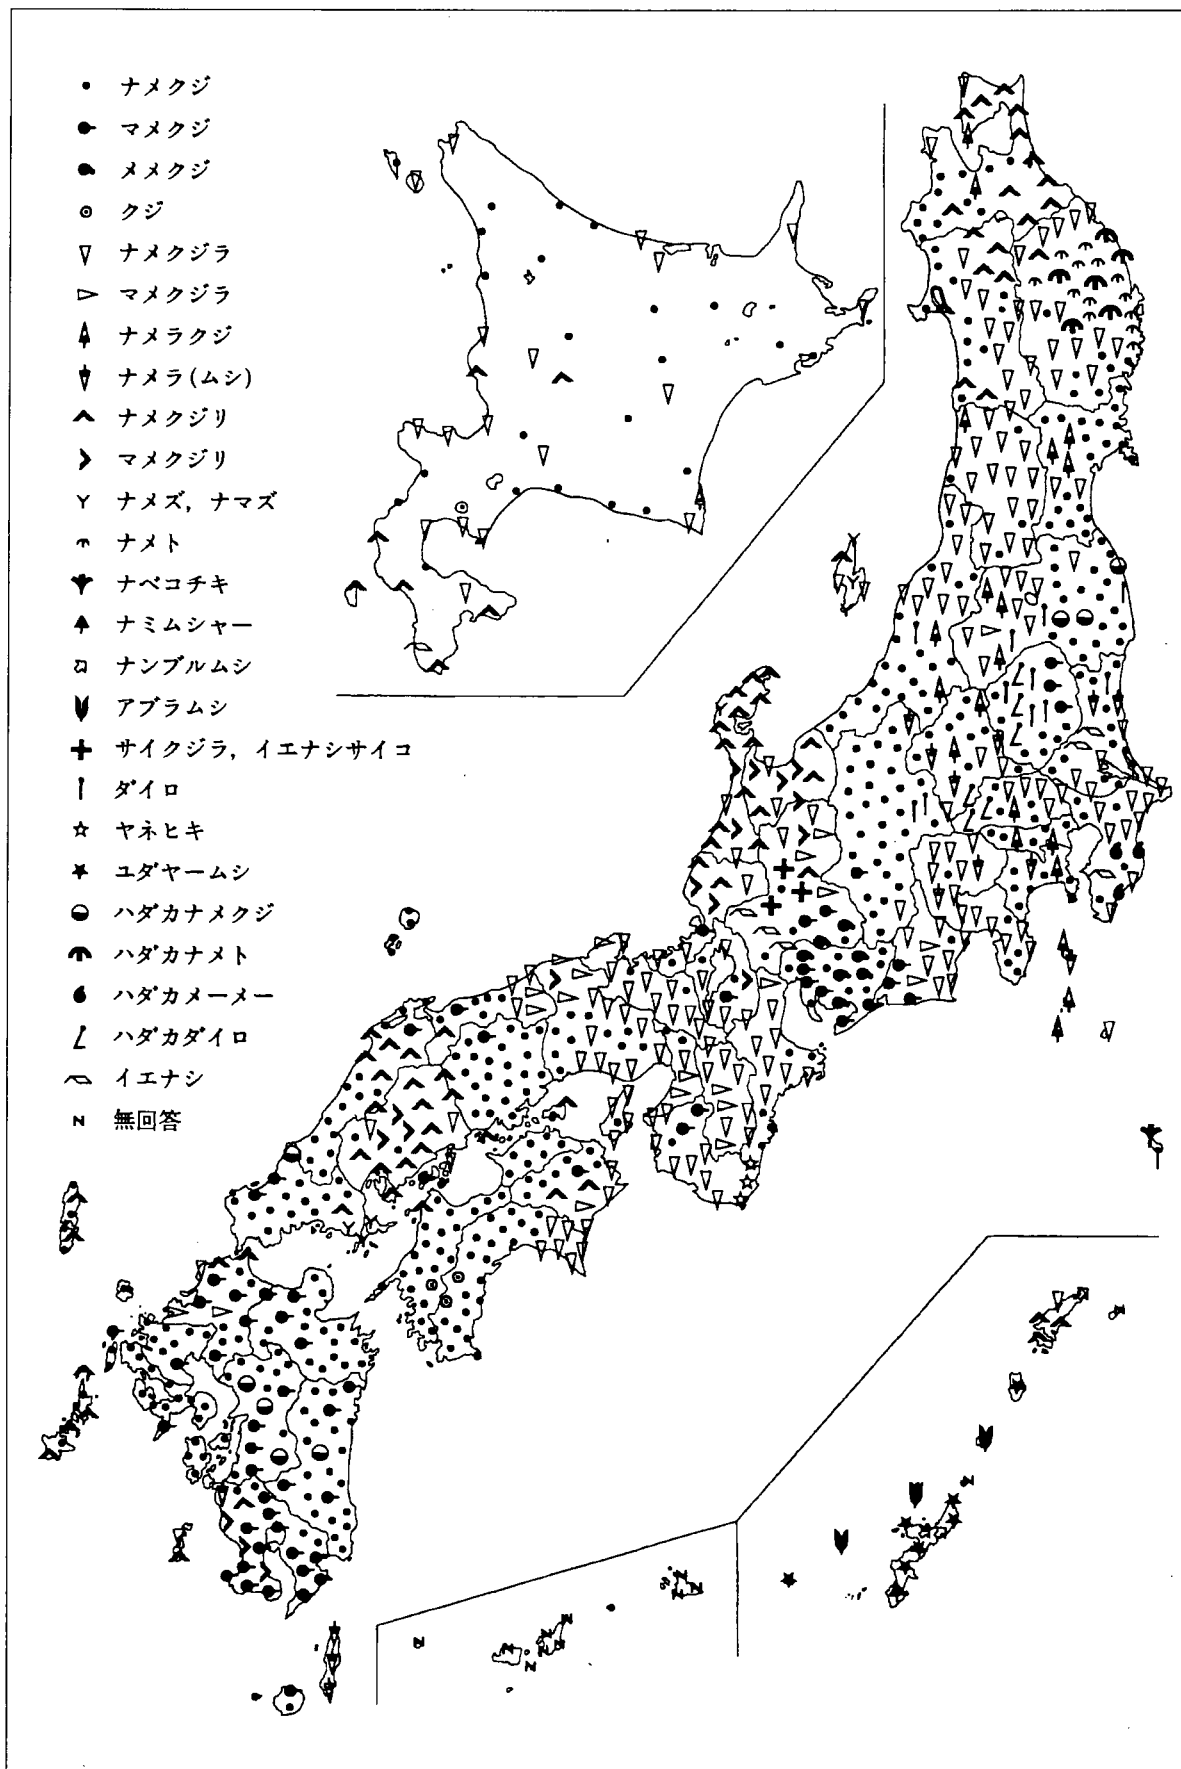 ナメクジ
マメクジ
メメクジ
クジ
ナメクジラ
マメクジラ
ナメラクジ
ナメラ(ムシ)
ナメクジリ
マメクジリ
ナメズ, ナマズ
ナメト
ナベコチキ
ナミムシャー
ナンブルムシ
アブラムシ
サイクジラ, イエナシサイコ
ダイロ
ヤネヒキ
ユダヤームシ
ハダカナメクジ
ハダカナメト
ハダカメーメー
ハダカダイロ
イエナシ
無回答